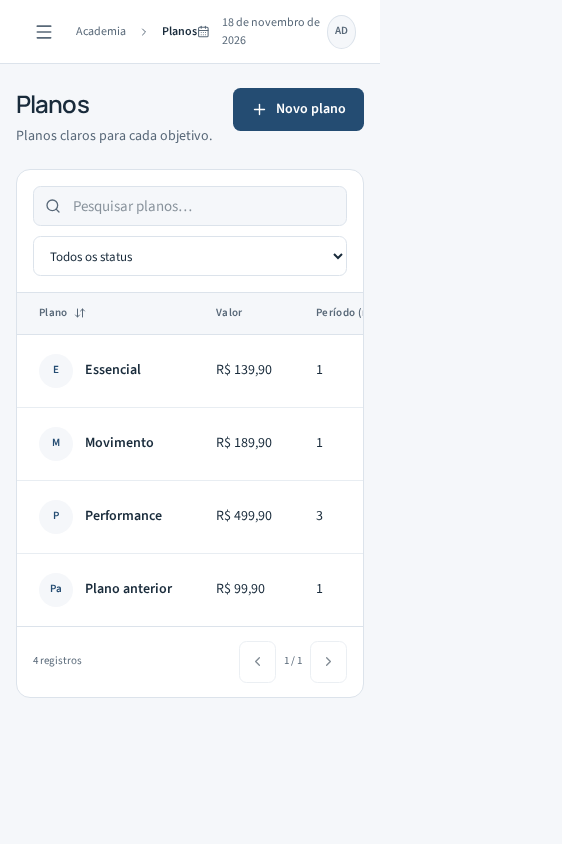 Academia > Planos
18 de novembro de
2026
AD
Planos
Planos claros para cada objetivo.
+ Novo plano
Pesquisar planos…
Todos os status
Plano Valor Período (
E Essencial R$ 139,90 1
M Movimento R$ 189,90 1
P Performance R$ 499,90 3
Pa Plano anterior R$ 99,90 1
4 registros
1 / 1